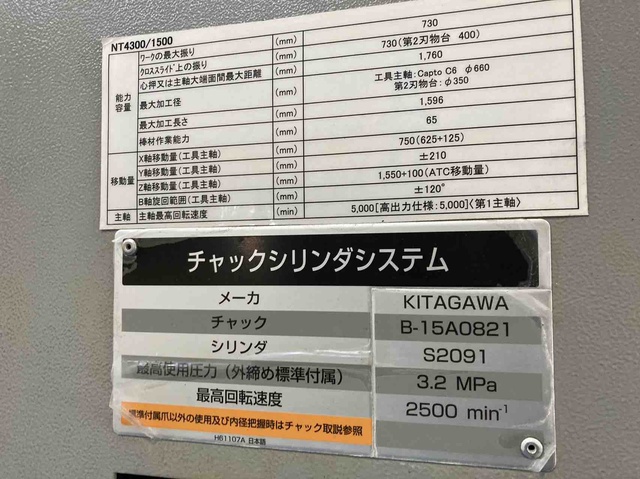 NT4300/1500
能力容量
ワークの最大振り (mm) 730
クロススライド上の振り (mm) 730(第2刃物台 400)
心押又は主軸大端面間最大距離 (mm) 1,760
最大加工径 (mm) 工具主軸:Capto C6 φ660
第2刃物台:φ350
最大加工長さ (mm) 1,596
棒材作業能力 (mm) 65
移動量
X軸移動量(工具主軸) (mm) 750(625+125)
Y軸移動量(工具主軸) (mm) ±210
Z軸移動量(工具主軸) (mm) 1,550+100(ATC移動量)
B軸旋回範囲(工具主軸) (mm) ±120°
主軸 主軸最高回転速度 (min) 5,000[高出力仕様:5,000]〈第1主軸〉
チャックシリンダシステム
メーカ KITAGAWA
チャック B-15A0821
シリンダ S2091
最高使用圧力(外締め標準付属) 3.2 MPa
最高回転速度 2500 min⁻¹
標準付属爪以外の使用及び内径把握時はチャック取説参照
H61107A 日本語